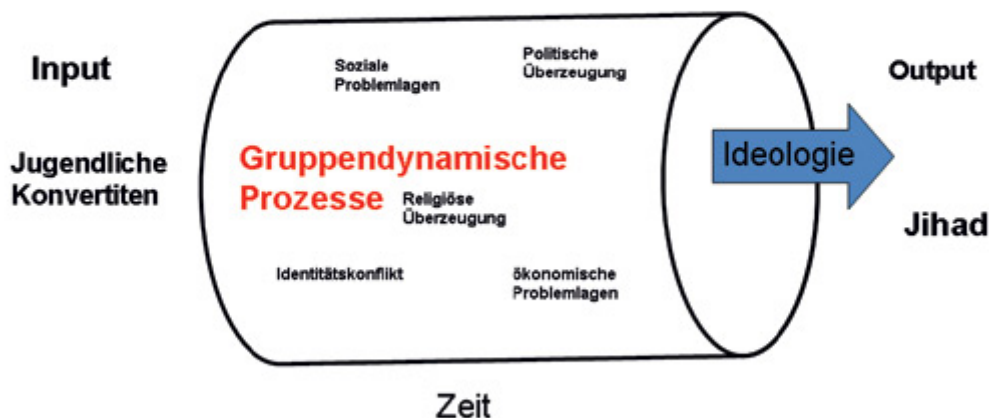 Input
Soziale
Problemlagen
Politische
Überzeugung
Output
Jugendliche
Konvertiten
Gruppendynamische
Prozesse
Religiöse
Überzeugung
Ideologie
Jihad
Identitätskonflikt
ökonomische
Problemlagen
Zeit